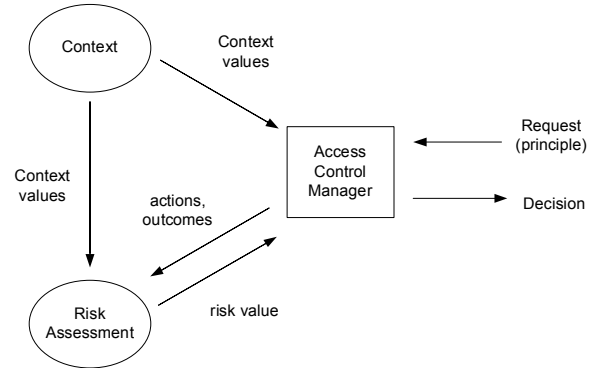 Context
Context
values
Access
Control
Manager
Request
(principle)
Decision
Context
values
actions,
outcomes
Risk
Assessment
risk value